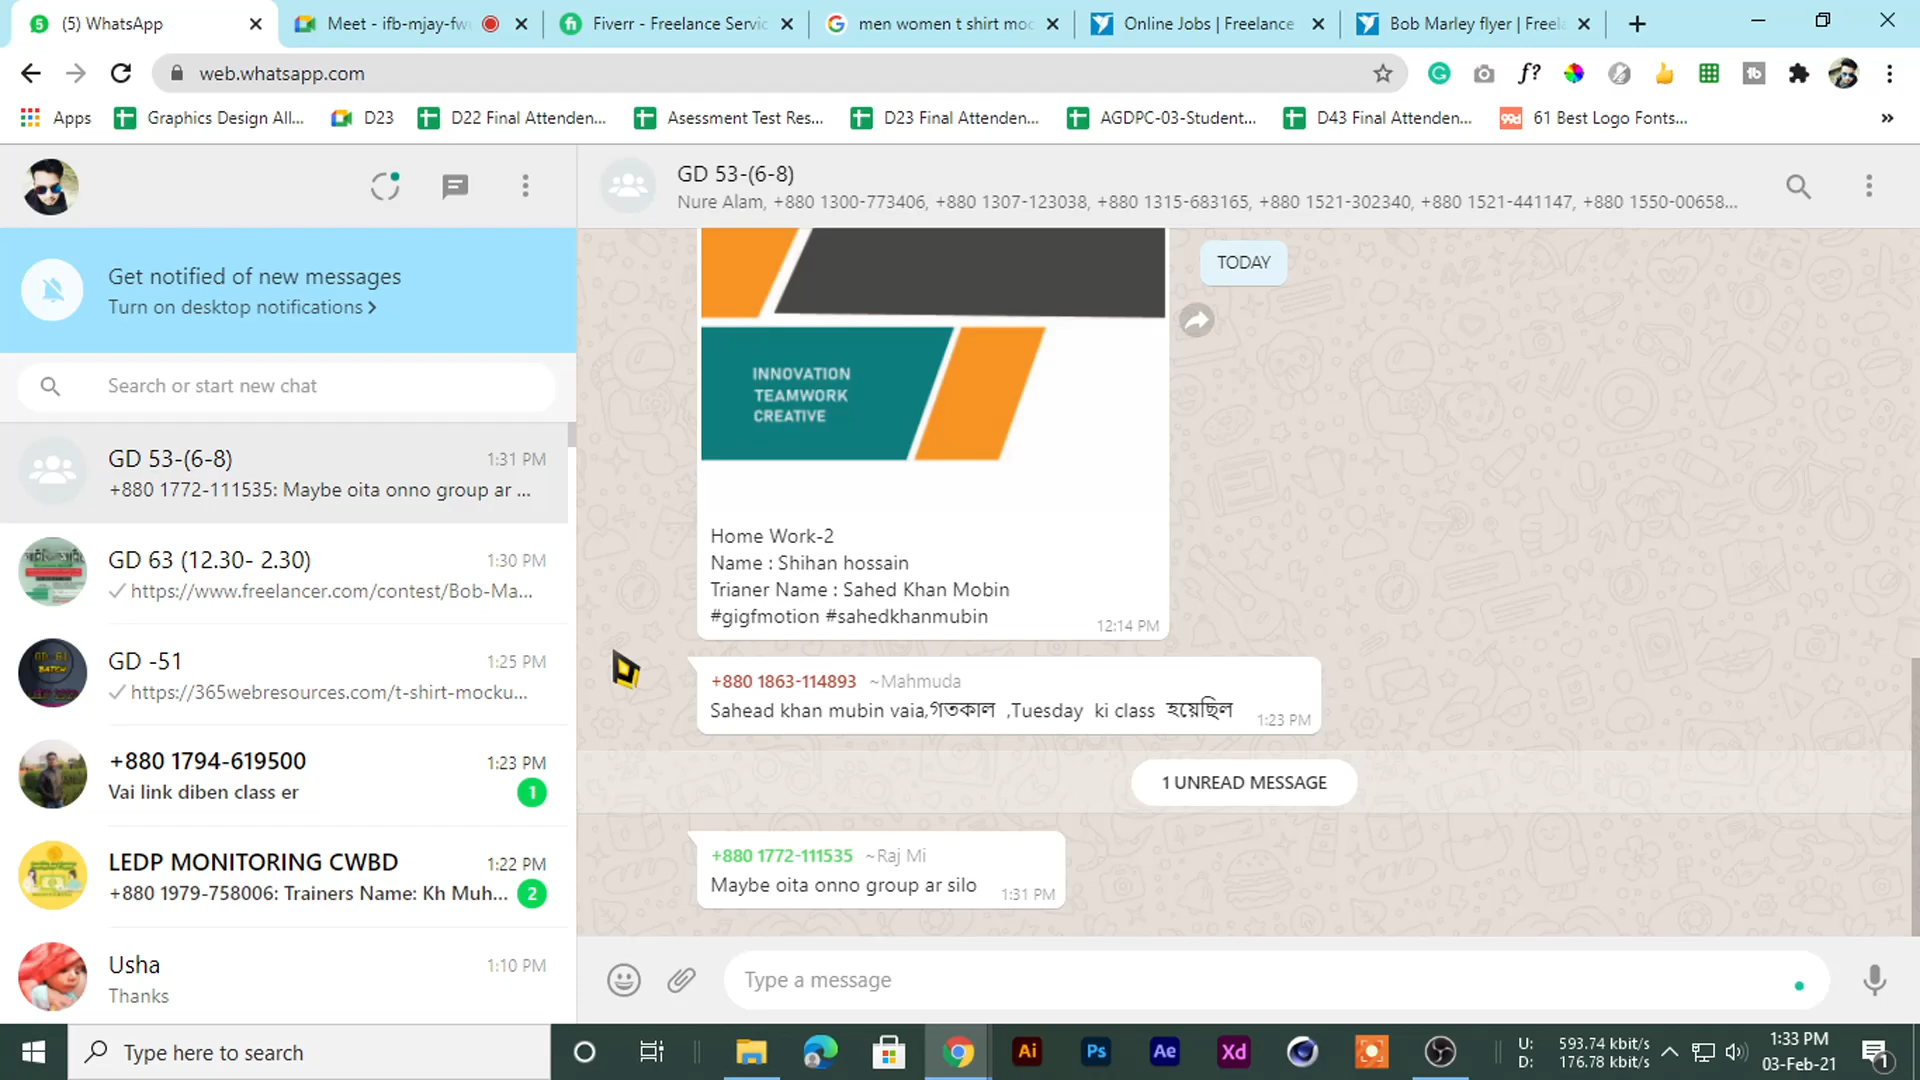 (5) WhatsApp
Meet - ifb-mjay-fw
Fiverr - Freelance Servic
men women t shirt moc
Online Jobs | Freelance
Bob Marley flyer | Freel
web.whatsapp.com
f?
Apps
Graphics Design All...
D23
D22 Final Attenden...
Asessment Test Res...
D23 Final Attenden...
AGDPC-03-Student...
D43 Final Attenden...
99d
61 Best Logo Fonts...
»
Get notified of new messages
Turn on desktop notifications
Search or start new chat
GD 53-(6-8)
1:31 PM
+880 1772-111535: Maybe oita onno group ar ...
GD 63 (12.30- 2.30)
1:30 PM
https://www.freelancer.com/contest/Bob-Ma...
GD -51
1:25 PM
https://365webresources.com/t-shirt-mocku...
+880 1794-619500
1:23 PM
Vai link diben class er
1
LEDP MONITORING CWBD
1:22 PM
+880 1979-758006: Trainers Name: Kh Muh...
2
Usha
1:10 PM
Thanks
GD 53-(6-8)
Nure Alam, +880 1300-773406, +880 1307-123038, +880 1315-683165, +880 1521-302340, +880 1521-441147, +880 1550-00658...
TODAY
INNOVATION
TEAMWORK
CREATIVE
Home Work-2
Name : Shihan hossain
Trianer Name : Sahed Khan Mobin
#gigfmotion #sahedkhanmubin
12:14 PM
+880 1863-114893 ~Mahmuda
Sahead khan mubin vaia,গতকাল ,Tuesday ki class হয়েছিল
1:23 PM
1 UNREAD MESSAGE
+880 1772-111535 ~Raj Mi
Maybe oita onno group ar silo
1:31 PM
Type a message
Type here to search
Ai
Ps
Ae
Xd
U: 593.74 kbit/s
D: 176.78 kbit/s
1:33 PM
03-Feb-21
1